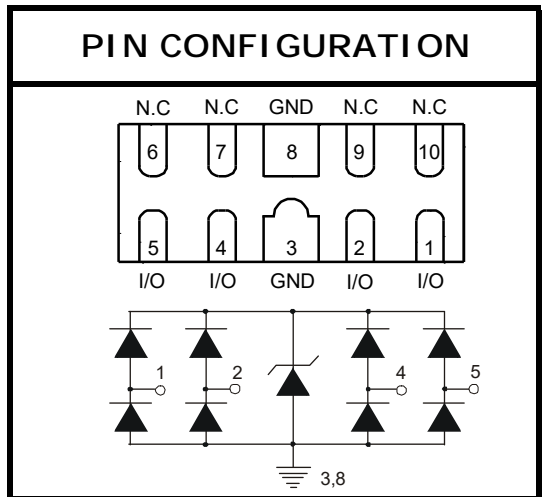 PIN CONFIGURATION
N.C N.C GND N.C N.C
6 7 8 9 10
5 4 3 2 1
I/O I/O GND I/O I/O
1 2 4 5
3,8